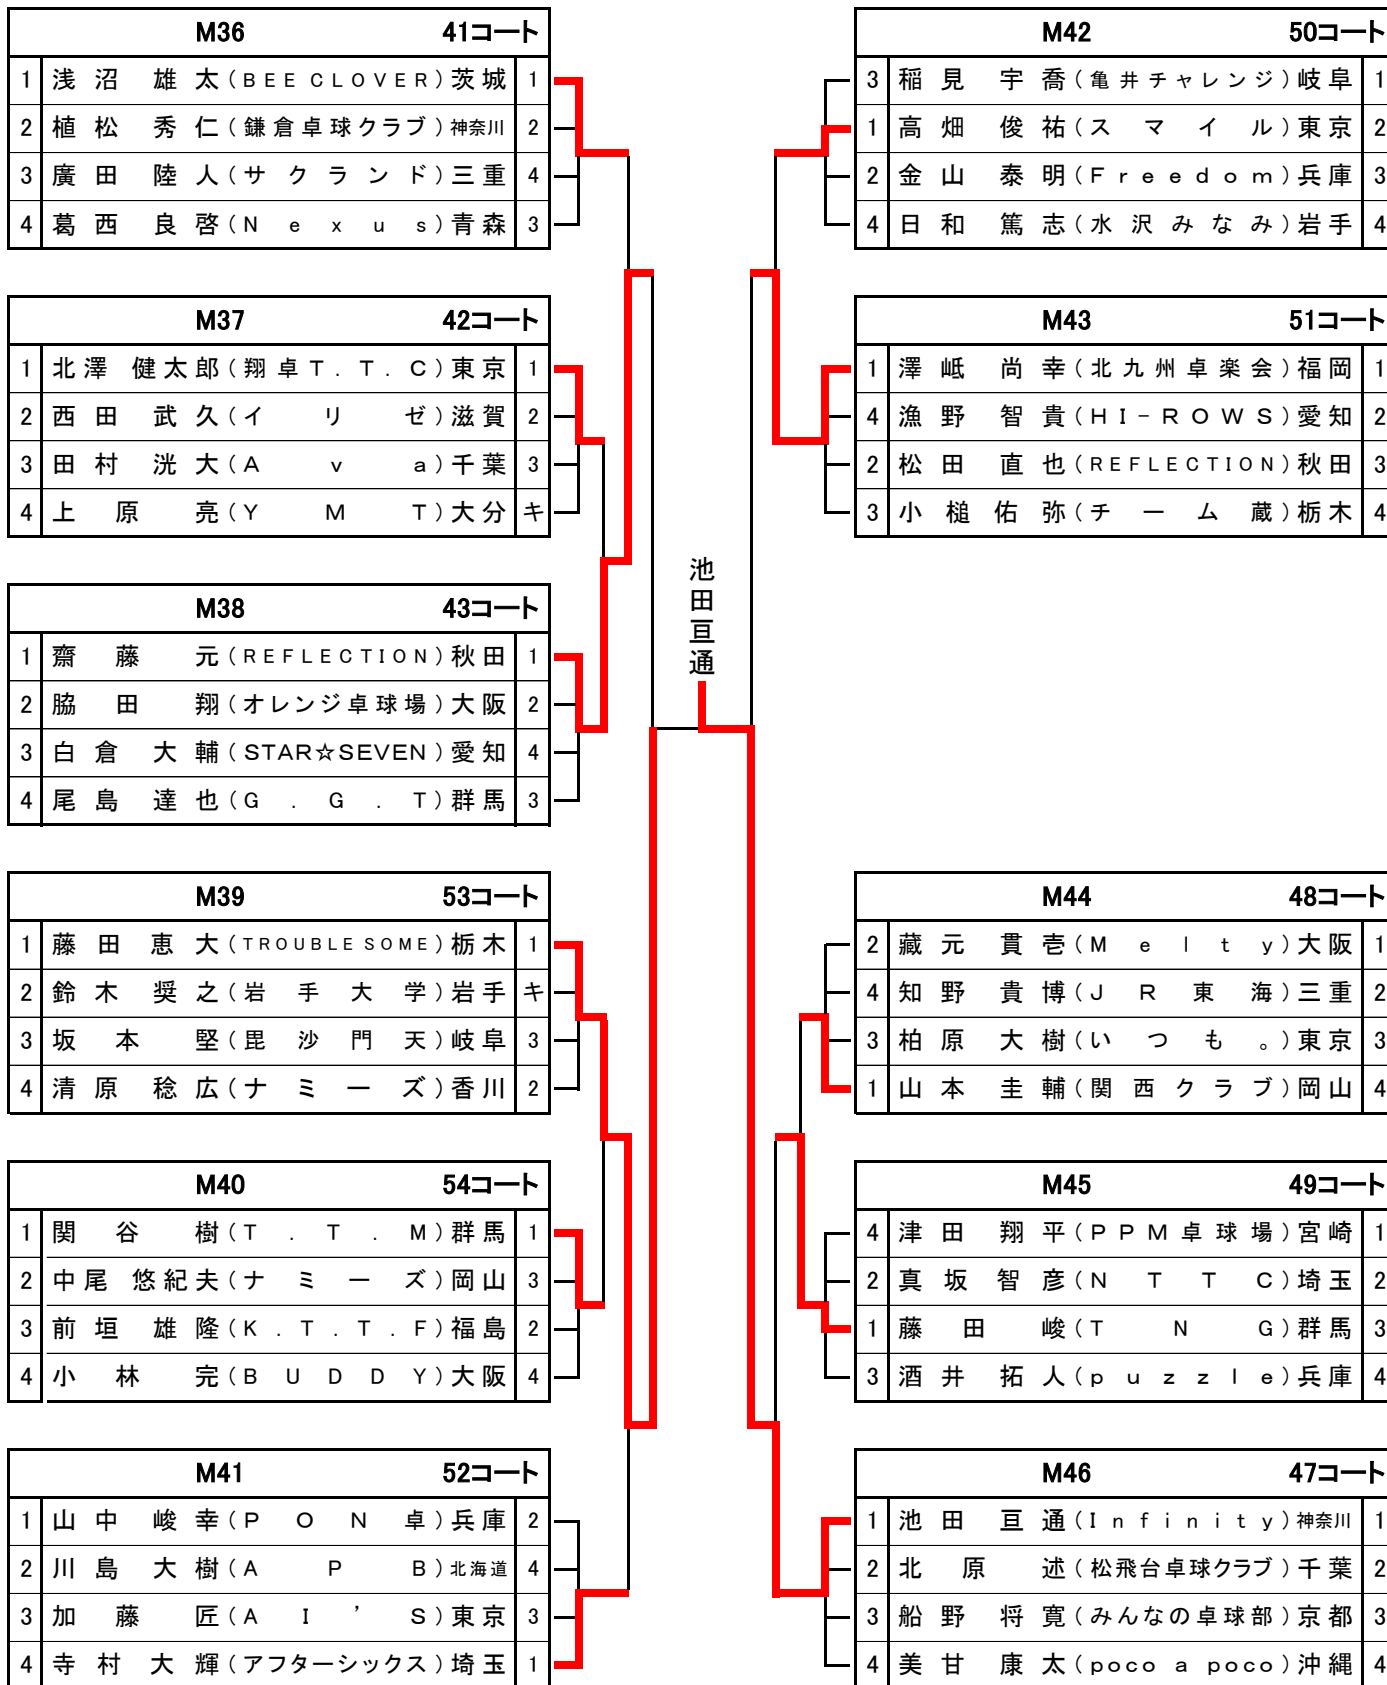 M36 41コート
1 浅沼 雄太(BEE CLOVER)茨城 1
2 植松 秀仁(鎌倉卓球クラブ)神奈川 2
3 廣田 陸人(サクランド)三重 4
4 葛西 良啓(Nexus)青森 3
M37 42コート
1 北澤 健太郎(翔卓T.T.C)東京 1
2 西田 武久(イリゼ)滋賀 2
3 田村 洸大(Ava)千葉 3
4 上原 亮(YMT)大分 キ
M38 43コート
1 齋藤 元(REFLECTION)秋田 1
2 脇田 翔(オレンジ卓球場)大阪 2
3 白倉 大輔(STAR☆SEVEN)愛知 4
4 尾島 達也(G.G.T)群馬 3
M39 53コート
1 藤田 恵大(TROUBLE SOME)栃木 1
2 鈴木 奨之(岩手大学)岩手 キ
3 坂本 堅(毘沙門天)岐阜 3
4 清原 稔広(ナミーズ)香川 2
M40 54コート
1 関谷 樹(T.T.M)群馬 1
2 中尾 悠紀夫(ナミーズ)岡山 3
3 前垣 雄隆(K.T.T.F)福島 2
4 小林 完(BUDDY)大阪 4
M41 52コート
1 山中 峻幸(PON卓)兵庫 2
2 川島 大樹(APB)北海道 4
3 加藤 匠(AI'S)東京 3
4 寺村 大輝(アフターシックス)埼玉 1
池田亘通
M42 50コート
3 稲見 宇喬(亀井チャレンジ)岐阜 1
1 高畑 俊祐(スマイル)東京 2
2 金山 泰明(Freedom)兵庫 3
4 日和 篤志(水沢みなみ)岩手 4
M43 51コート
1 澤岻 尚幸(北九州卓楽会)福岡 1
4 漁野 智貴(HI-ROWS)愛知 2
2 松田 直也(REFLECTION)秋田 3
3 小槌 佑弥(チーム蔵)栃木 4
M44 48コート
2 藏元 貫壱(Melty)大阪 1
4 知野 貴博(JR東海)三重 2
3 柏原 大樹(いつも。)東京 3
1 山本 圭輔(関西クラブ)岡山 4
M45 49コート
4 津田 翔平(PPM卓球場)宮崎 1
2 真坂 智彦(NTTC)埼玉 2
1 藤田 峻(TNG)群馬 3
3 酒井 拓人(puzzle)兵庫 4
M46 47コート
1 池田 亘通(Infinity)神奈川 1
2 北原 述(松飛台卓球クラブ)千葉 2
3 船野 将寛(みんなの卓球部)京都 3
4 美甘 康太(poco a poco)沖縄 4